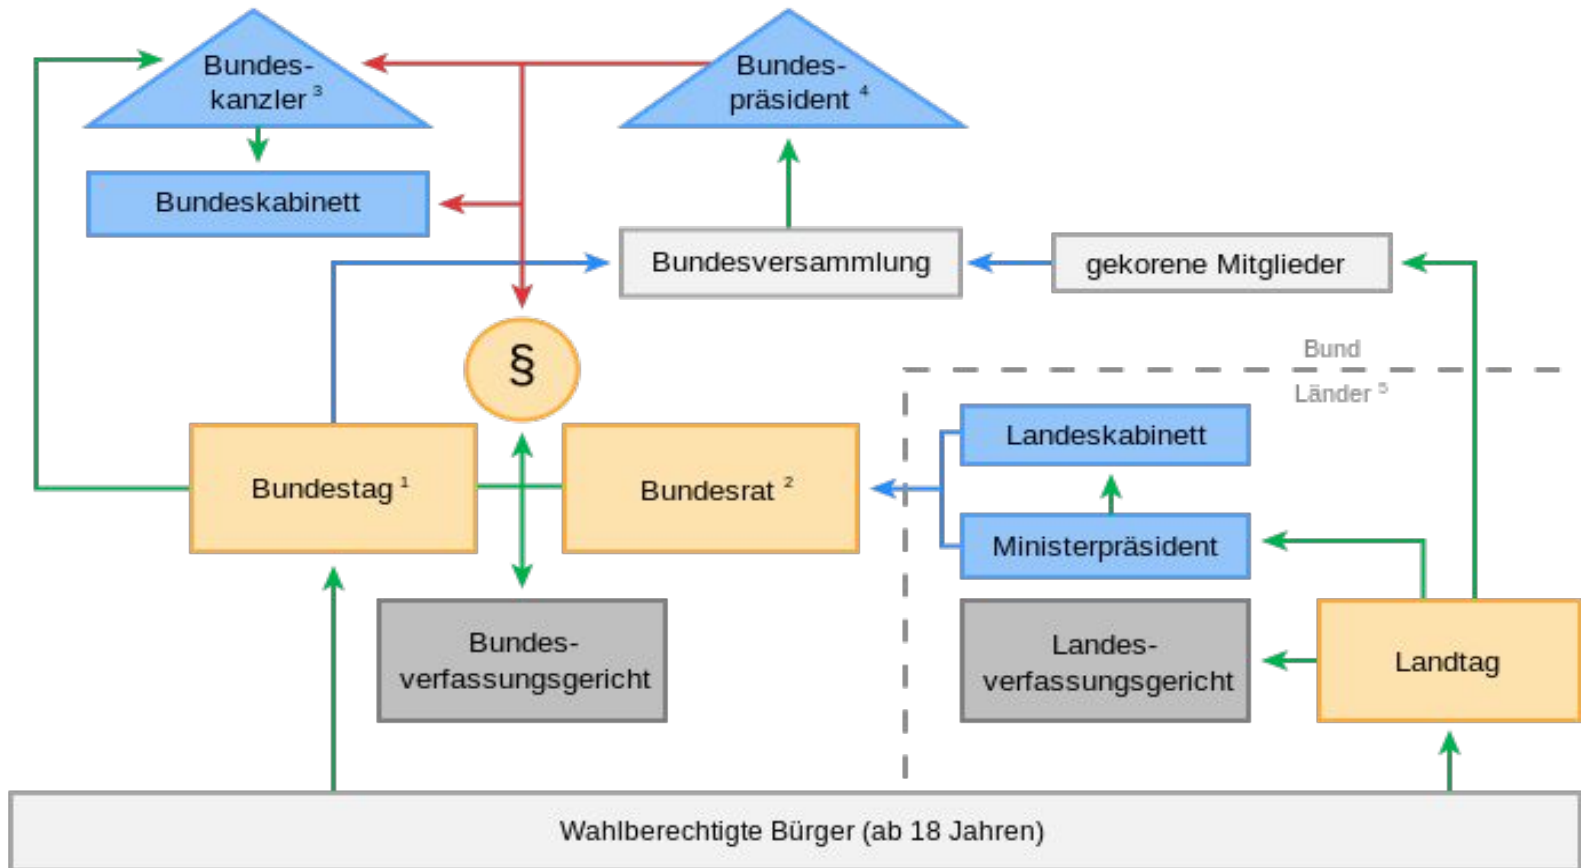 Bundes-
kanzler ³
Bundes-
präsident ⁴
Bundeskabinett
Bundesversammlung
gekorene Mitglieder
§
Bund
Länder ⁵
Landeskabinett
Bundestag ¹
Bundesrat ²
Ministerpräsident
Bundes-
verfassungsgericht
Landes-
verfassungsgericht
Landtag
Wahlberechtigte Bürger (ab 18 Jahren)